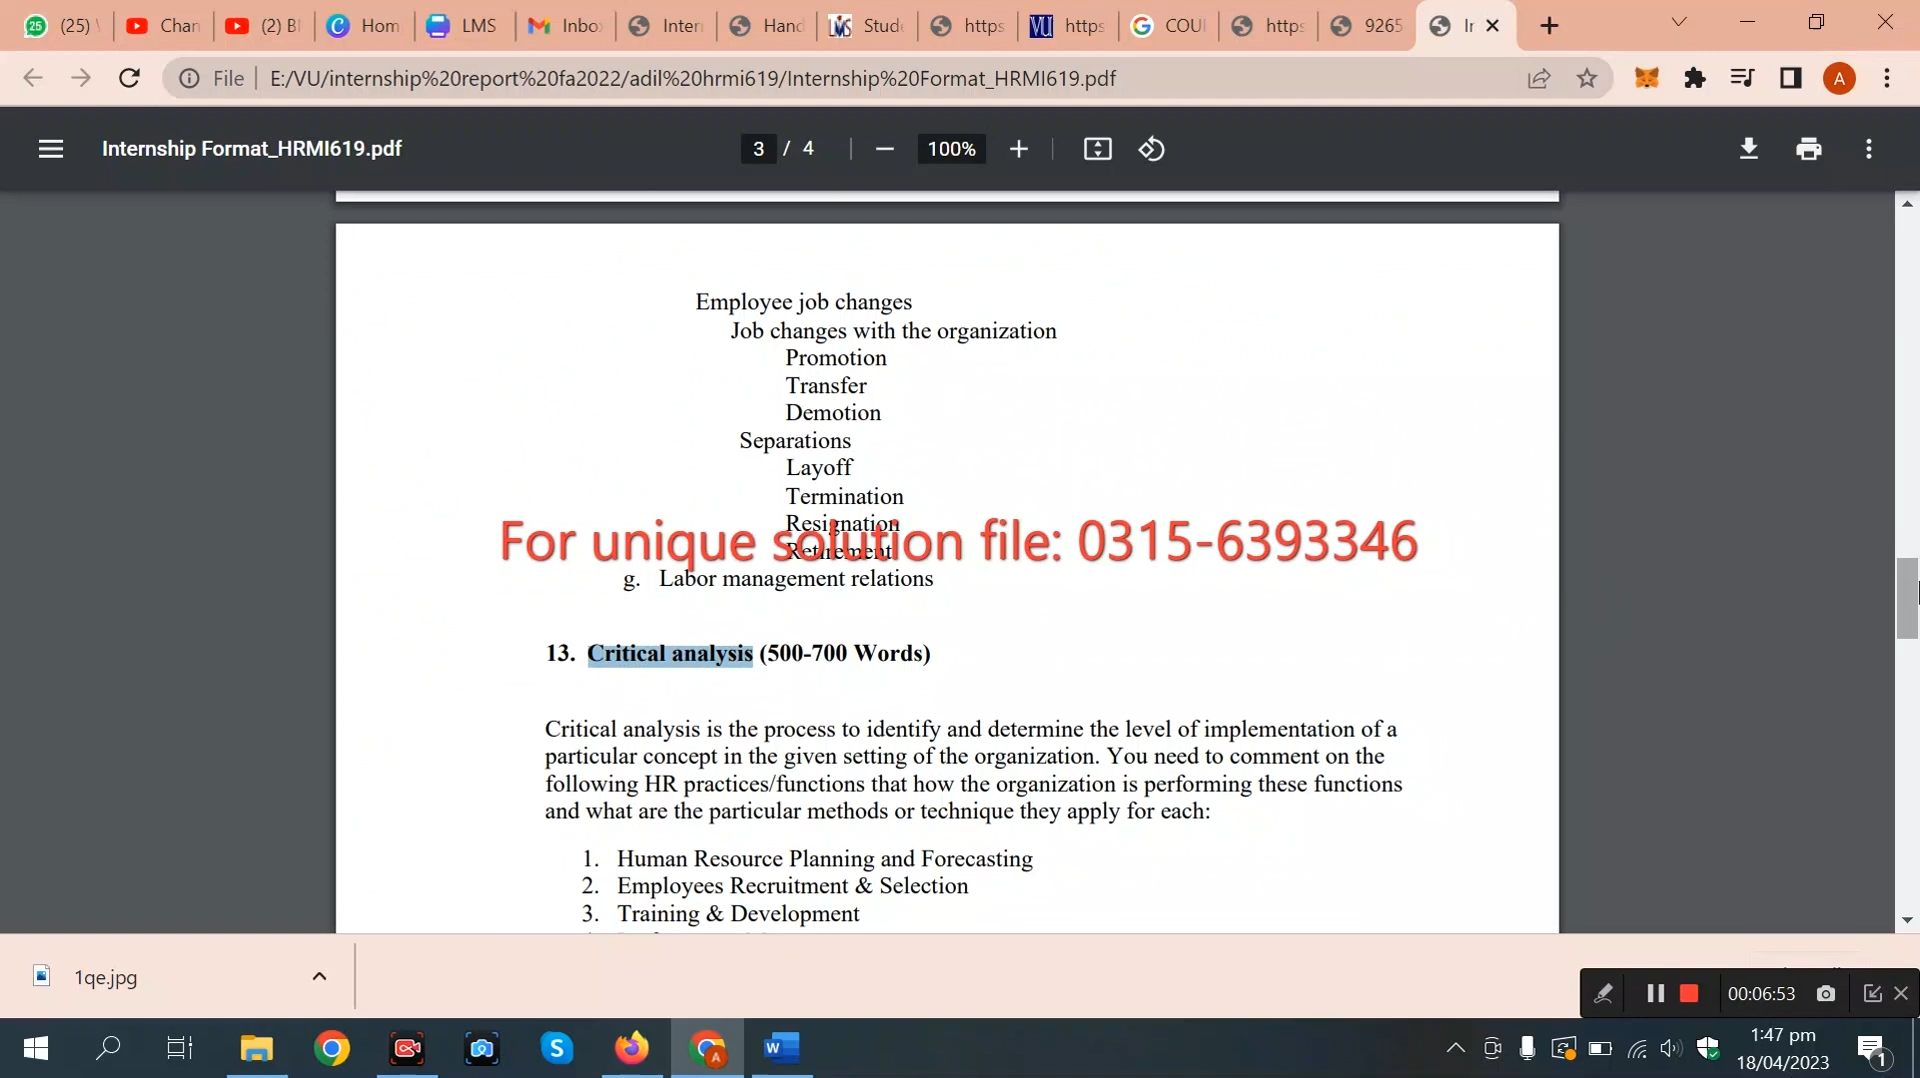 (25)
Chan
(2) Bl
Hom
LMS
Inbo
Inter
Hand
Stud
https
VU
https
COU
https
9265
In
File
E:/VU/internship%20report%20fa2022/adil%20hrmi619/Internship%20Format_HRMI619.pdf
A
Internship Format_HRMI619.pdf
3 / 4
100%
Employee job changes
Job changes with the organization
Promotion
Transfer
Demotion
Separations
Layoff
Termination
Resignation
For unique solution file: 0315-6393346
Retirement
g. Labor management relations
13. Critical analysis (500-700 Words)
Critical analysis is the process to identify and determine the level of implementation of a
particular concept in the given setting of the organization. You need to comment on the
following HR practices/functions that how the organization is performing these functions
and what are the particular methods or technique they apply for each:
1. Human Resource Planning and Forecasting
2. Employees Recruitment & Selection
3. Training & Development
1qe.jpg
00:06:53
1:47 pm
18/04/2023
1